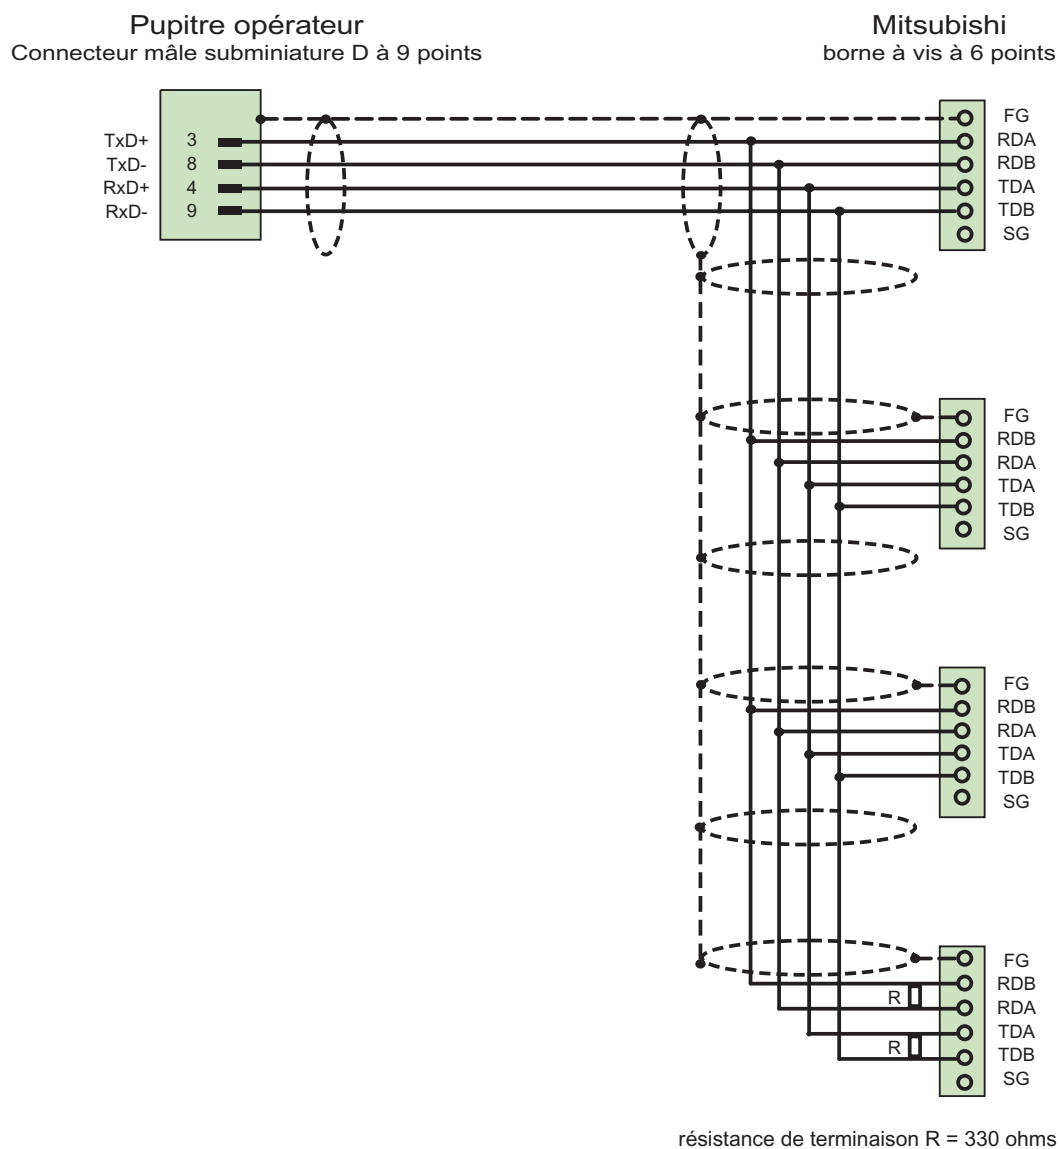 Pupitre opérateur
Connecteur mâle subminiature D à 9 points
Mitsubishi
borne à vis à 6 points
TxD+ 3
TxD- 8
RxD+ 4
RxD- 9
FG
RDA
RDB
TDA
TDB
SG
FG
RDB
RDA
TDA
TDB
SG
FG
RDB
RDA
TDA
TDB
SG
FG
RDB
R
RDA
TDA
R
TDB
SG
résistance de terminaison R = 330 ohms